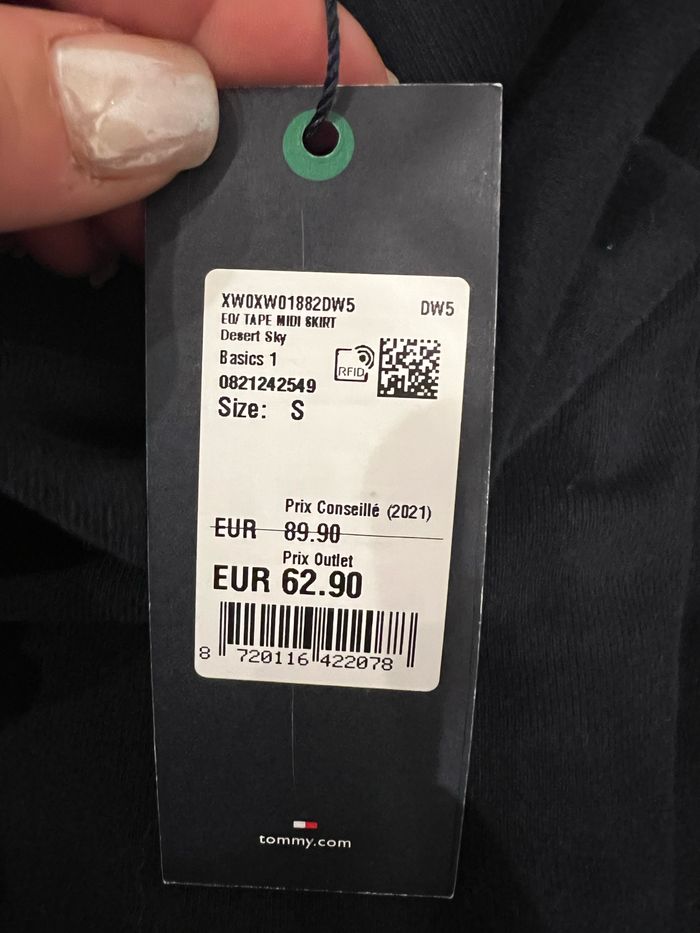 XW0XW01882DW5 DW5
EO/ TAPE MIDI SKIRT
Desert Sky
Basics 1
RFID
0821242549
Size: S
Prix Conseillé (2021)
EUR 89.90
Prix Outlet
EUR 62.90
8 720116 422078
tommy.com